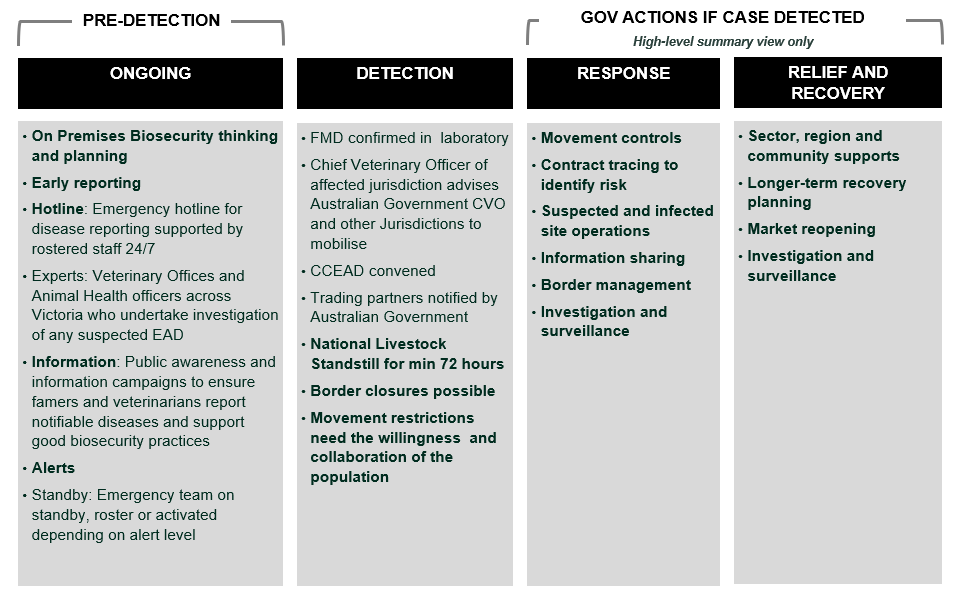 PRE-DETECTION
GOV ACTIONS IF CASE DETECTED
High-level summary view only
ONGOING
• On Premises Biosecurity thinking
and planning
• Early reporting
• Hotline: Emergency hotline for
disease reporting supported by
rostered staff 24/7
• Experts: Veterinary Offices and
Animal Health officers across
Victoria who undertake investigation
of any suspected EAD
• Information: Public awareness and
information campaigns to ensure
famers and veterinarians report
notifiable diseases and support
good biosecurity practices
• Alerts
• Standby: Emergency team on
standby, roster or activated
depending on alert level
DETECTION
• FMD confirmed in laboratory
• Chief Veterinary Officer of
affected jurisdiction advises
Australian Government CVO
and other Jurisdictions to
mobilise
• CCEAD convened
• Trading partners notified by
Australian Government
• National Livestock
Standstill for min 72 hours
• Border closures possible
• Movement restrictions
need the willingness and
collaboration of the
population
RESPONSE
• Movement controls
• Contract tracing to
identify risk
• Suspected and infected
site operations
• Information sharing
• Border management
• Investigation and
surveillance
RELIEF AND
RECOVERY
• Sector, region and
community supports
• Longer-term recovery
planning
• Market reopening
• Investigation and
surveillance